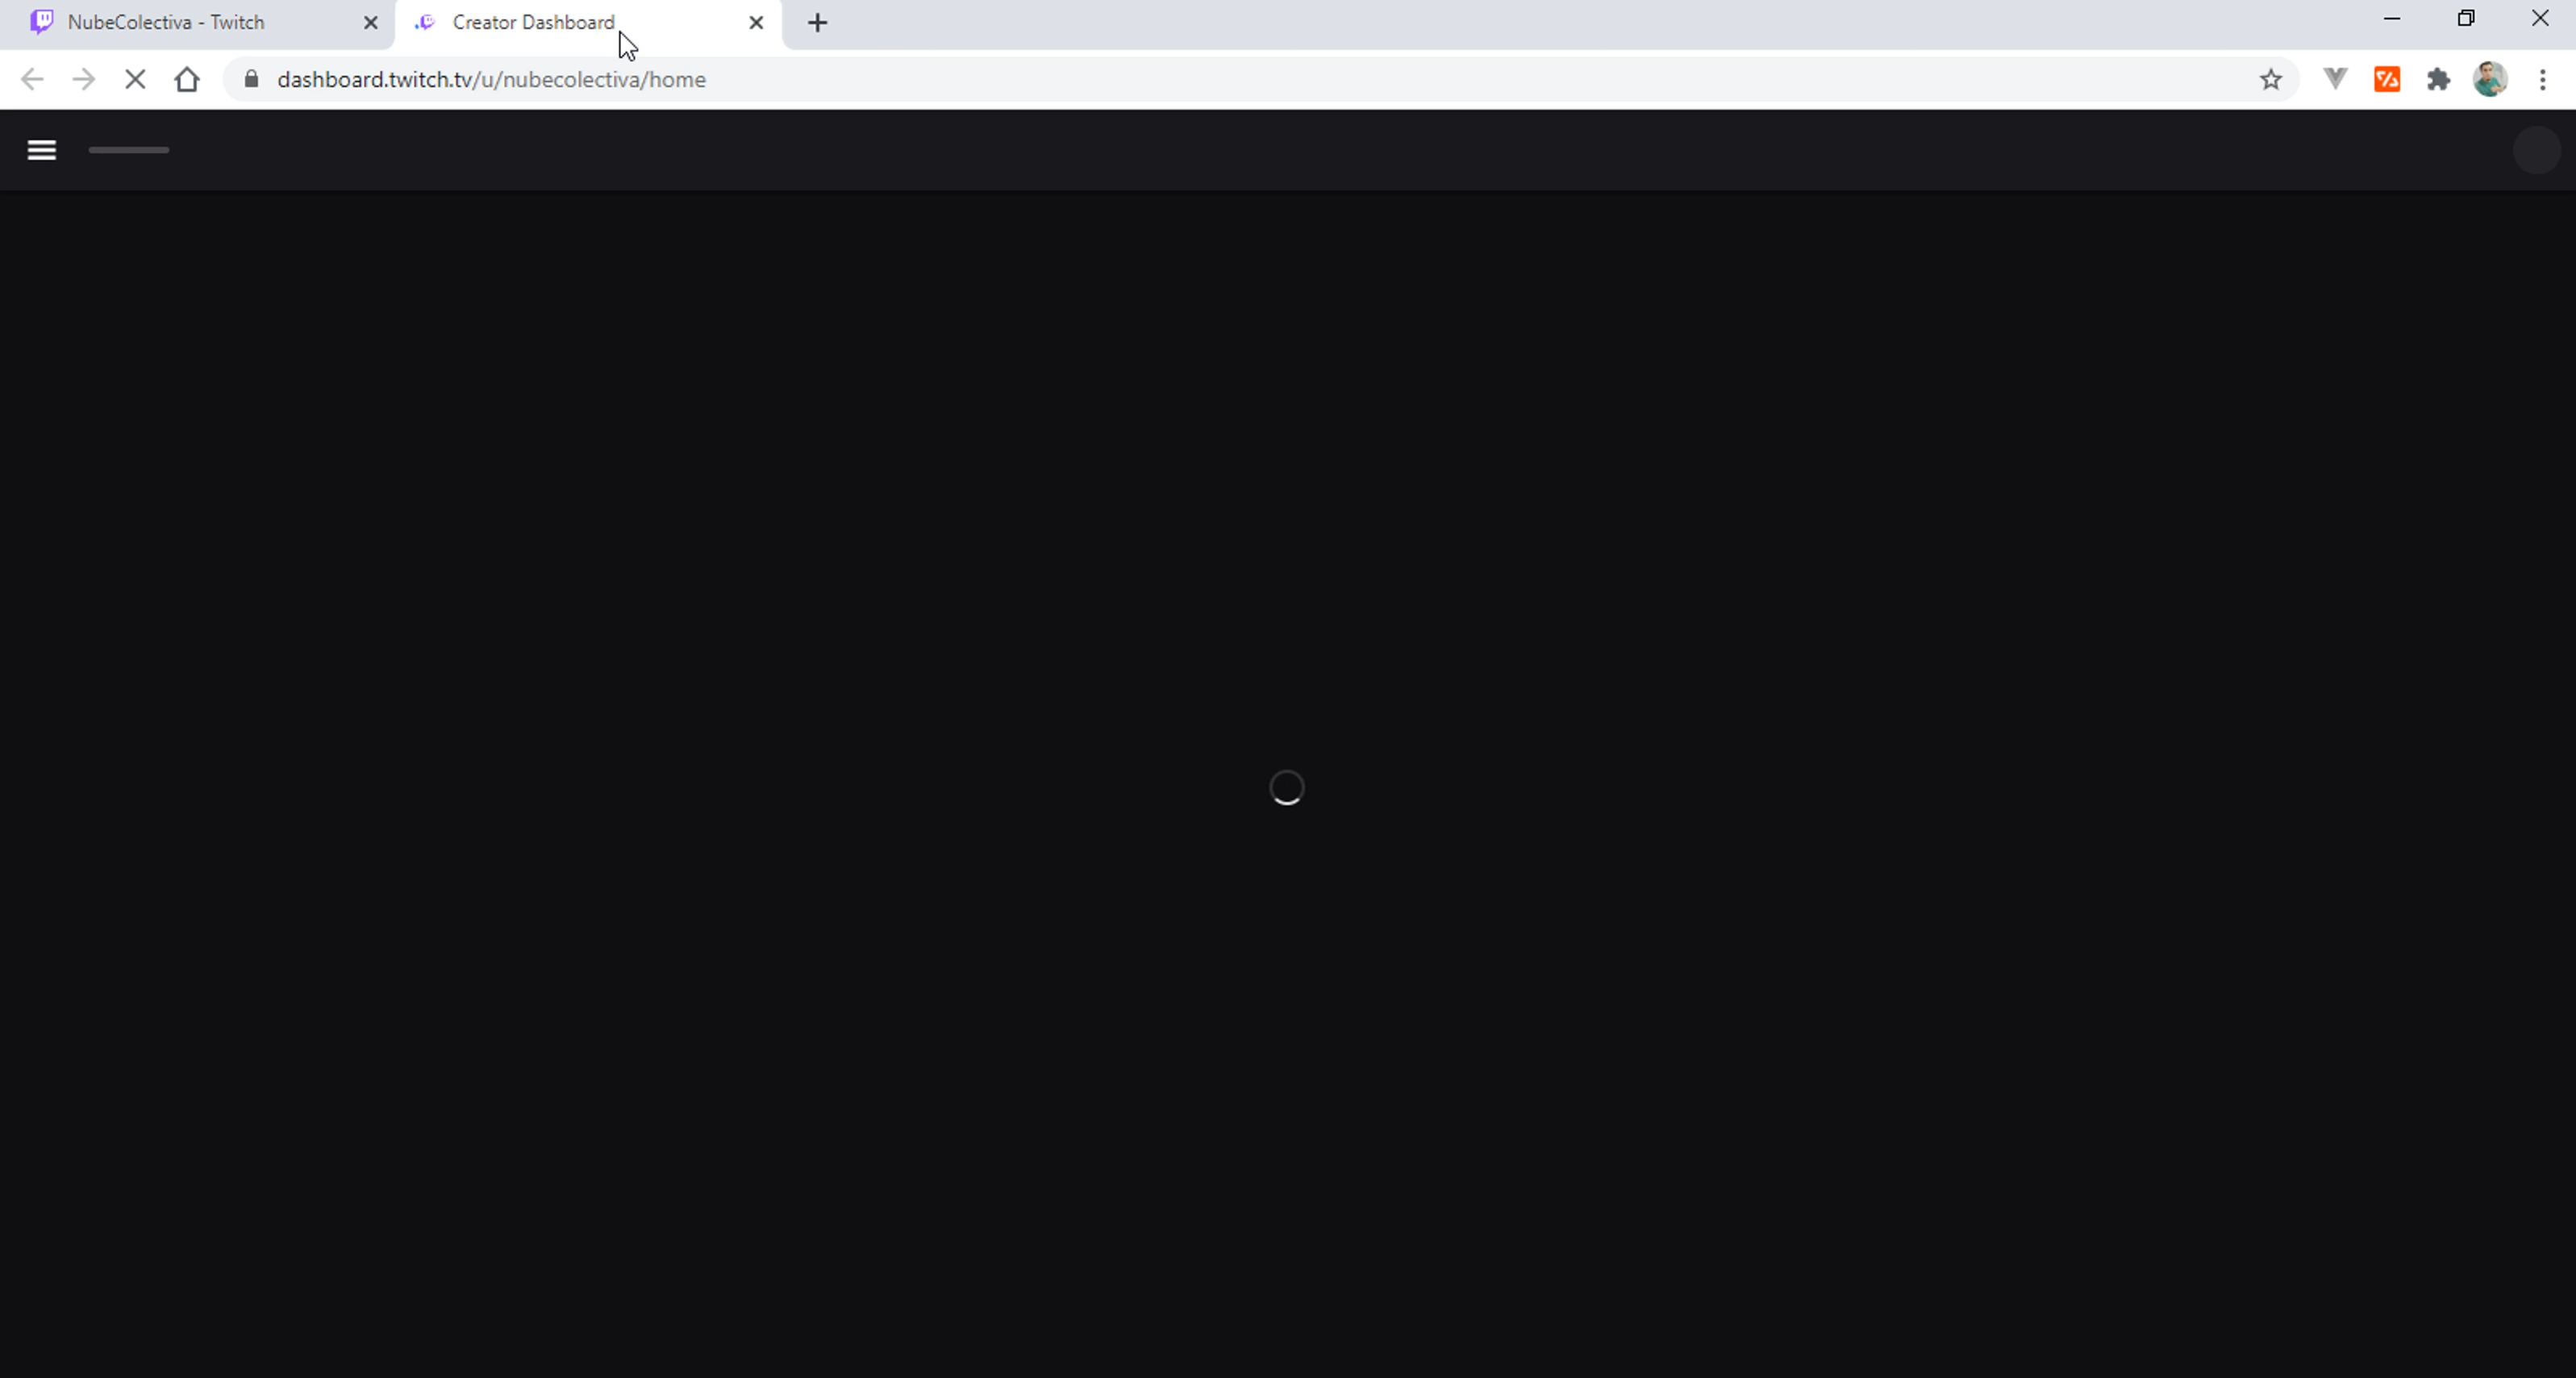 NubeColectiva - Twitch
Creator Dashboard
dashboard.twitch.tv/u/nubecolectiva/home